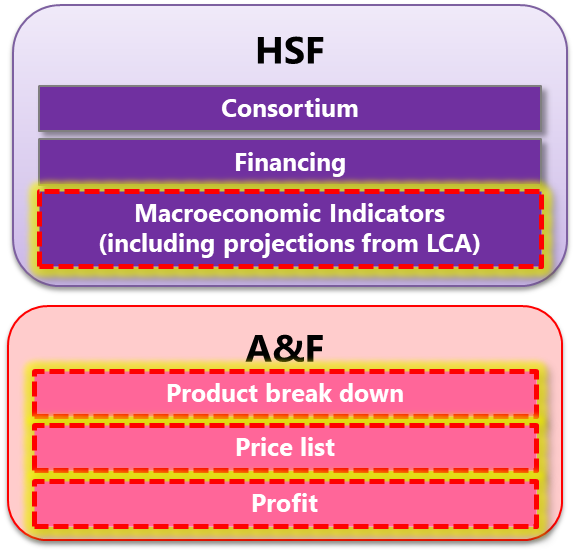 HSF
Consortium
Financing
Macroeconomic Indicators
(including projections from LCA)
A&F
Product break down
Price list
Profit